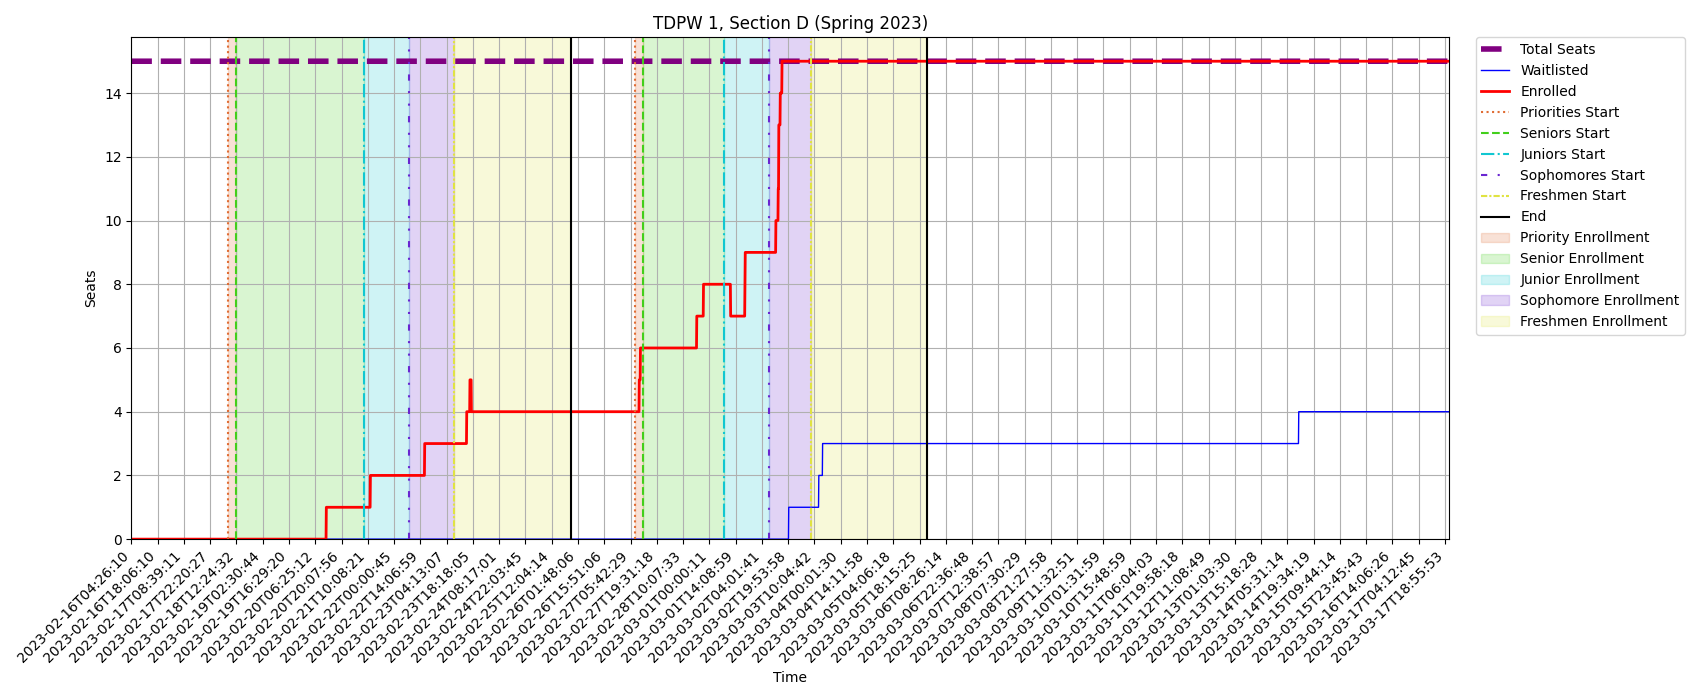 TDPW 1, Section D (Spring 2023)
Seats
14
12
10
8
6
4
2
0
2023-02-16T04:26:10
2023-02-16T18:06:10
2023-02-17T08:39:11
2023-02-17T22:20:27
2023-02-18T12:24:32
2023-02-19T02:30:44
2023-02-19T16:29:20
2023-02-20T06:25:12
2023-02-20T20:07:56
2023-02-21T10:08:21
2023-02-22T00:00:45
2023-02-22T14:06:59
2023-02-23T04:13:07
2023-02-23T18:18:05
2023-02-24T08:17:01
2023-02-24T22:03:45
2023-02-25T12:04:14
2023-02-26T01:48:06
2023-02-26T15:51:06
2023-02-27T05:42:29
2023-02-27T19:31:18
2023-02-28T10:07:33
2023-03-01T00:00:11
2023-03-01T14:08:59
2023-03-02T04:01:41
2023-03-02T19:53:58
2023-03-03T10:04:42
2023-03-04T00:01:30
2023-03-04T14:11:58
2023-03-05T04:06:18
2023-03-05T18:15:25
2023-03-06T08:26:14
2023-03-06T22:36:48
2023-03-07T12:38:57
2023-03-08T07:30:29
2023-03-08T21:27:58
2023-03-09T11:32:51
2023-03-10T01:31:59
2023-03-10T15:48:59
2023-03-11T06:04:03
2023-03-11T19:58:18
2023-03-12T11:08:49
2023-03-13T01:03:30
2023-03-13T15:18:28
2023-03-14T05:31:14
2023-03-14T19:34:19
2023-03-15T09:44:14
2023-03-15T23:45:43
2023-03-16T14:06:26
2023-03-17T04:12:45
2023-03-17T18:55:53
Time
Total Seats
Waitlisted
Enrolled
Priorities Start
Seniors Start
Juniors Start
Sophomores Start
Freshmen Start
End
Priority Enrollment
Senior Enrollment
Junior Enrollment
Sophomore Enrollment
Freshmen Enrollment